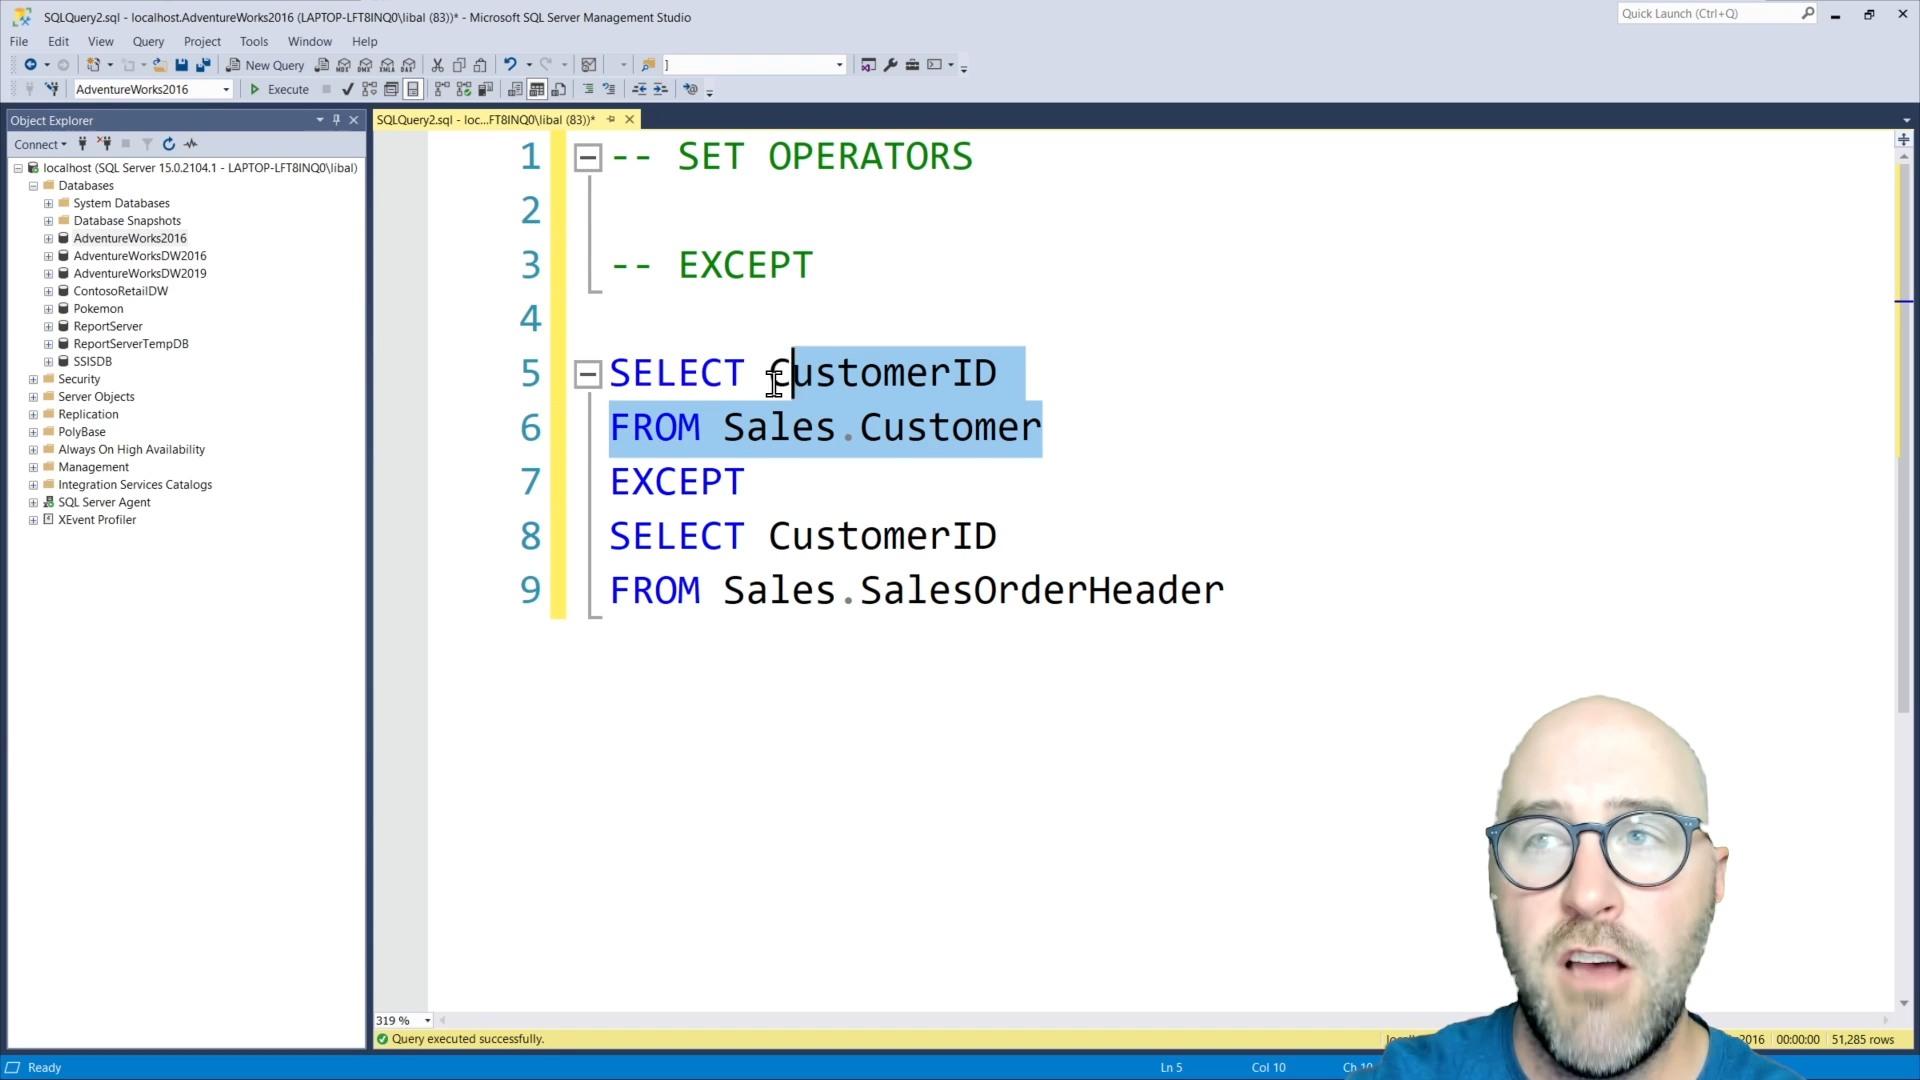 SQLQuery2.sql - localhost.AdventureWorks2016 (LAPTOP-LFT8INQ0\libal (83))* - Microsoft SQL Server Management Studio
Quick Launch (Ctrl+Q)
File Edit View Query Project Tools Window Help
New Query
]
AdventureWorks2016
Execute
Object Explorer
Connect
localhost (SQL Server 15.0.2104.1 - LAPTOP-LFT8INQ0\libal)
Databases
System Databases
Database Snapshots
AdventureWorks2016
AdventureWorksDW2016
AdventureWorksDW2019
ContosoRetailDW
Pokemon
ReportServer
ReportServerTempDB
SSISDB
Security
Server Objects
Replication
PolyBase
Always On High Availability
Management
Integration Services Catalogs
SQL Server Agent
XEvent Profiler
SQLQuery2.sql - loc...FT8INQ0\libal (83))*
1 -- SET OPERATORS
2
3 -- EXCEPT
4
5 SELECT CustomerID
6 FROM Sales.Customer
7 EXCEPT
8 SELECT CustomerID
9 FROM Sales.SalesOrderHeader
319 %
Query executed successfully.
2016 00:00:00 51,285 rows
Ready
Ln 5 Col 10 Ch 10